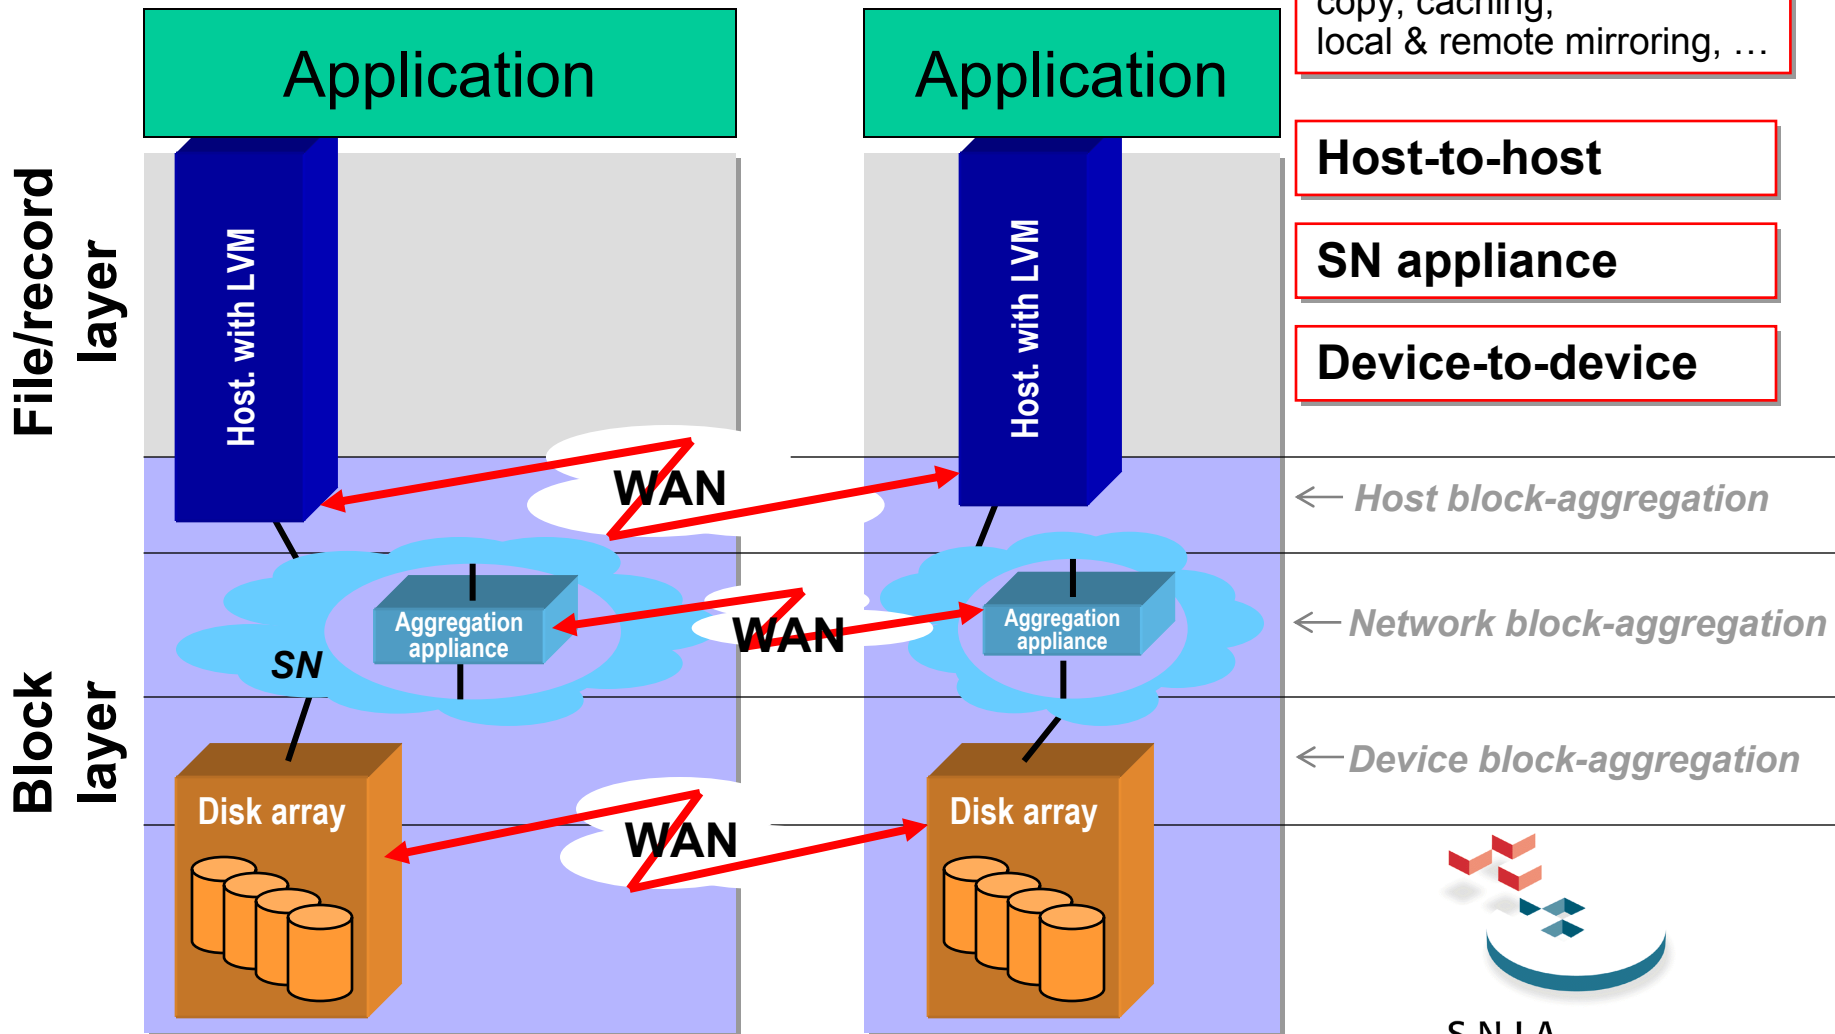 copy, caching,
local & remote mirroring, …
Application
Application
Host-to-host
SN appliance
Device-to-device
File/record
layer
Host. with LVM
Host. with LVM
WAN
Host block-aggregation
Aggregation
appliance
WAN
Aggregation
appliance
Network block-aggregation
SN
Block
layer
Device block-aggregation
Disk array
WAN
Disk array
S N I A